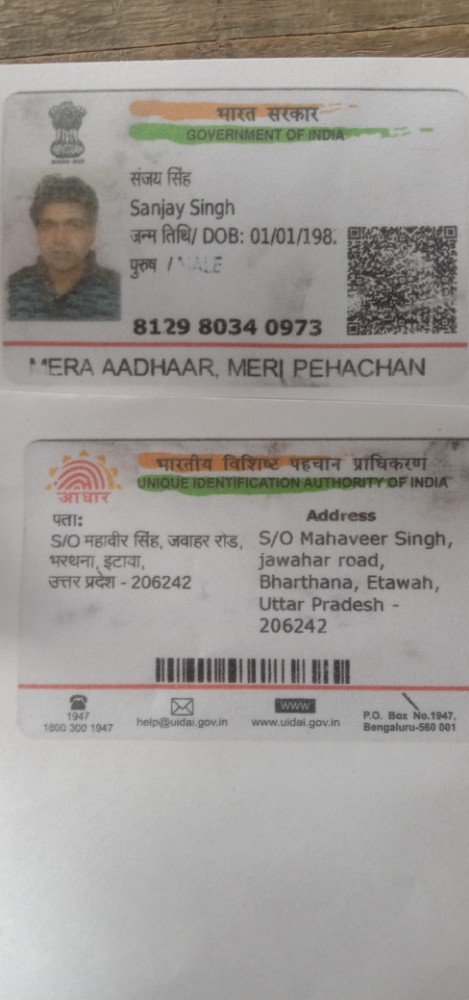 भारत सरकार
GOVERNMENT OF INDIA
संजय सिंह
Sanjay Singh
जन्म तिथि/ DOB: 01/01/198.
पुरुष / MALE
8129 8034 0973
MERA AADHAAR, MERI PEHACHAN
भारतीय विशिष्ट पहचान प्राधिकरण
UNIQUE IDENTIFICATION AUTHORITY OF INDIA
आधार
पता:
S/O महावीर सिंह, जवाहर रोड,
भरथना, इटावा,
उत्तर प्रदेश - 206242
Address
S/O Mahaveer Singh,
jawahar road,
Bharthana, Etawah,
Uttar Pradesh -
206242
1947
1800 300 1947
help@uidai.gov.in
www
www.uidai.gov.in
P.O. Box No.1947,
Bengaluru-560 001